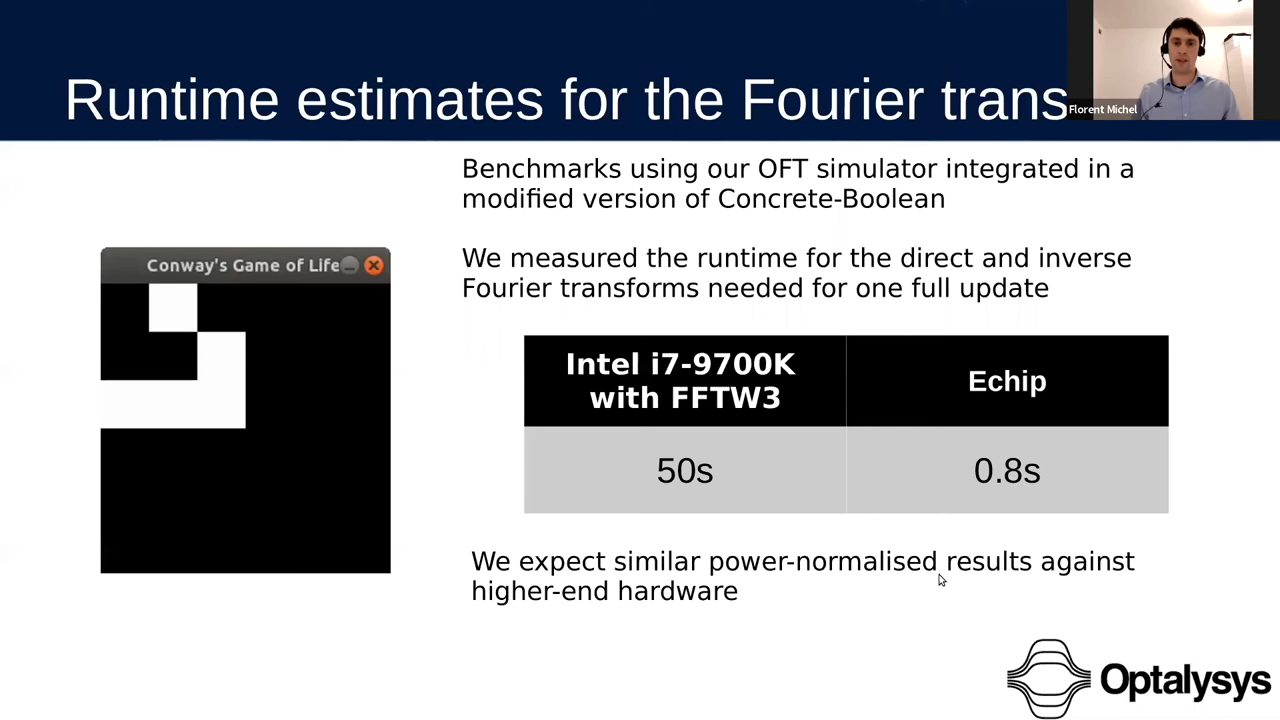 Runtime estimates for the Fourier trans
Florent Michel
Benchmarks using our OFT simulator integrated in a
modified version of Concrete-Boolean
Conway's Game of Life
We measured the runtime for the direct and inverse
Fourier transforms needed for one full update
Intel i7-9700K
with FFTW3
Echip
50s
0.8s
We expect similar power-normalised results against
higher-end hardware
Optalysys